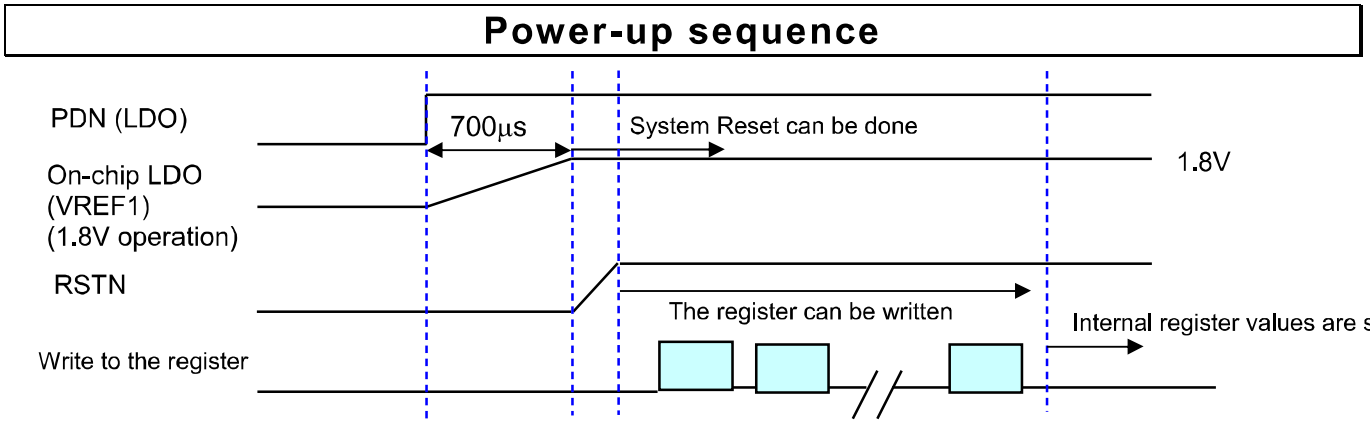 Power-up sequence
PDN (LDO)
700μs
System Reset can be done
On-chip LDO
(VREF1)
(1.8V operation)
1.8V
RSTN
The register can be written
Internal register values are
Write to the register